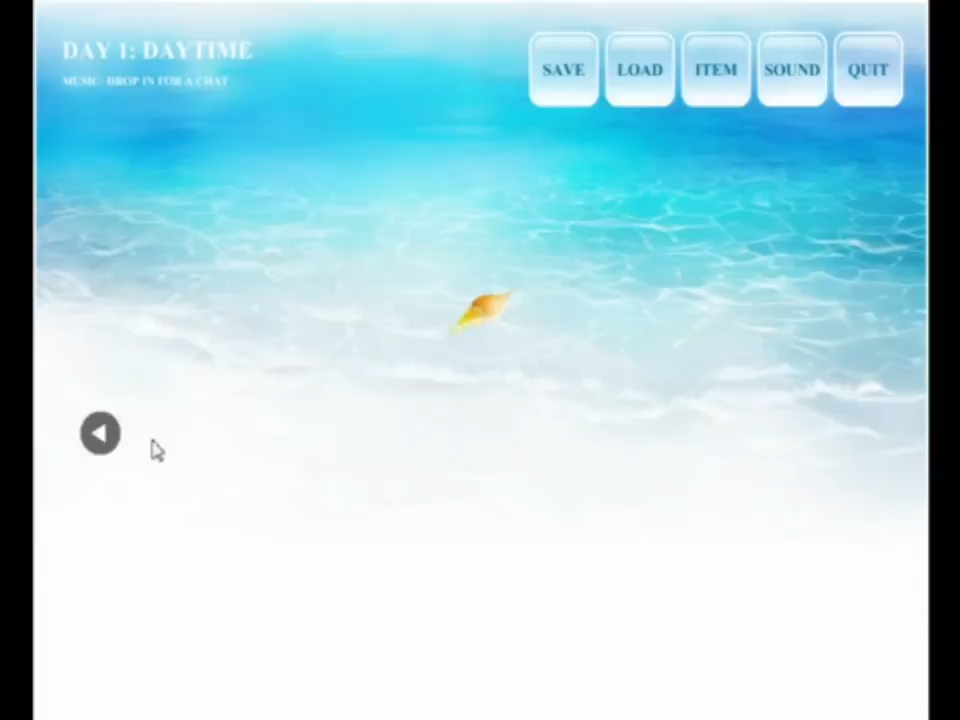 DAY 1: DAYTIME
MUSIC: DROP IN FOR A CHAT
SAVE
LOAD
ITEM
SOUND
QUIT